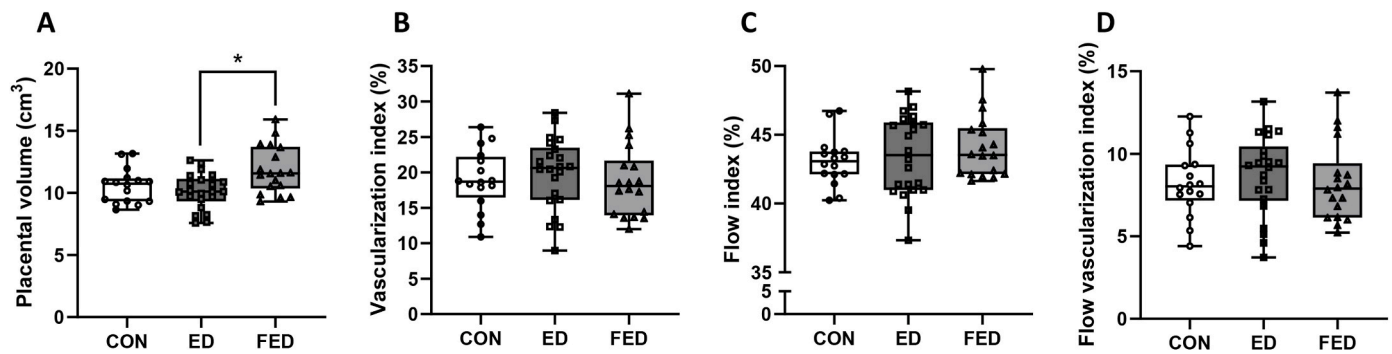 A
Placental volume (cm³)
20
15
10
5
0
*
CON ED FED
B
Vascularization index (%)
35
30
25
20
15
10
5
0
CON ED FED
C
Flow index (%)
50
45
40
35
5
0
CON ED FED
D
Flow vascularization index (%)
15
10
5
0
CON ED FED